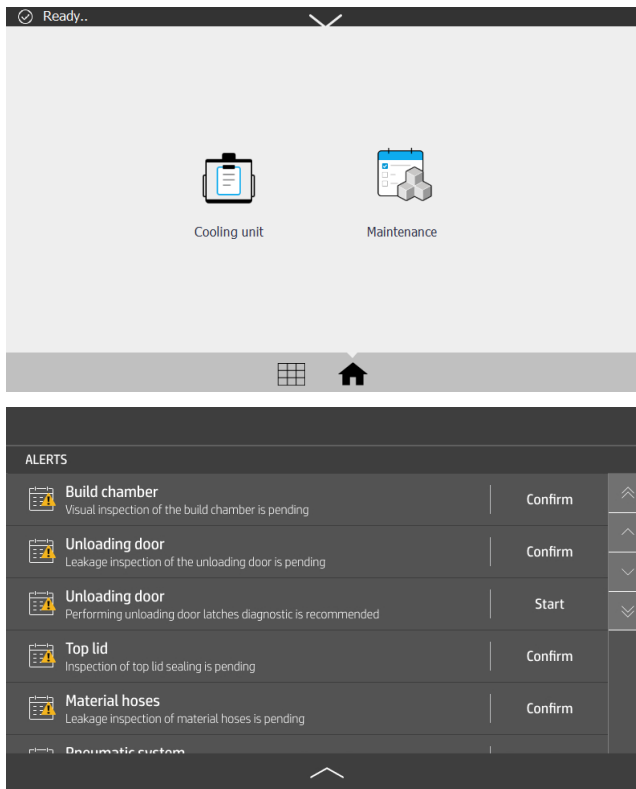 Ready..
Cooling unit
Maintenance
ALERTS
Build chamber
Visual inspection of the build chamber is pending
Confirm
Unloading door
Leakage inspection of the unloading door is pending
Confirm
Unloading door
Performing unloading door latches diagnostic is recommended
Start
Top lid
Inspection of top lid sealing is pending
Confirm
Material hoses
Leakage inspection of material hoses is pending
Confirm
Pneumatic system